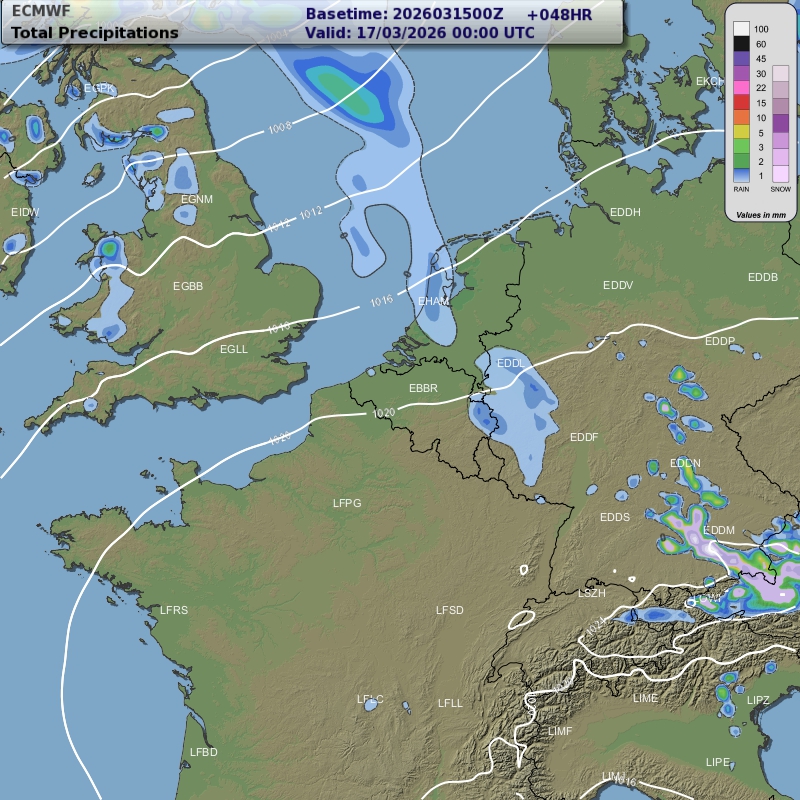 ECMWF
Basetime: 2026031500Z +048HR
Total Precipitations
Valid: 17/03/2026 00:00 UTC
100
60
45
30
22
15
10
5
3
2
1
RAIN SNOW
Values in mm
EGPK
EKCH
1008
EIDW
EGNM
1012
1012
EDDH
EGBB
EDDV
EDDB
EHAM
1016
1016
EGLL
EDDP
EDDL
EBBR
1020
1020
EDDF
EDDN
LFPG
EDDS
EDDM
LSZH
LFRS
LFSD
1024
LFLC
LFLL
LIME
LIPZ
LIMF
LFBD
LIPE
1016